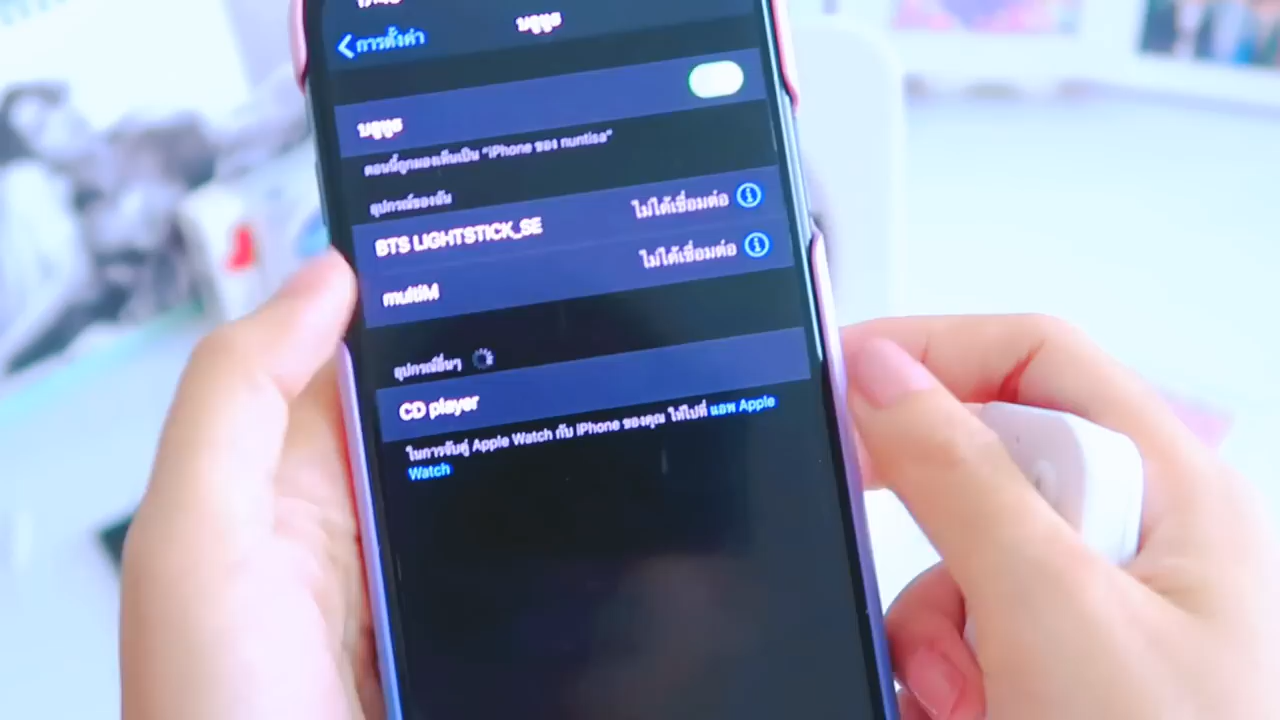 บลูทูธ
การตั้งค่า
บลูทูธ
ตอนนี้ถูกมองเห็นเป็น “iPhone ของ nuntisa”
อุปกรณ์ของฉัน
BTS LIGHTSTICK_SE ไม่ได้เชื่อมต่อ
multiM ไม่ได้เชื่อมต่อ
อุปกรณ์อื่นๆ
CD player
ในการจับคู่ Apple Watch กับ iPhone ของคุณ ให้ไปที่ แอพ Apple
Watch